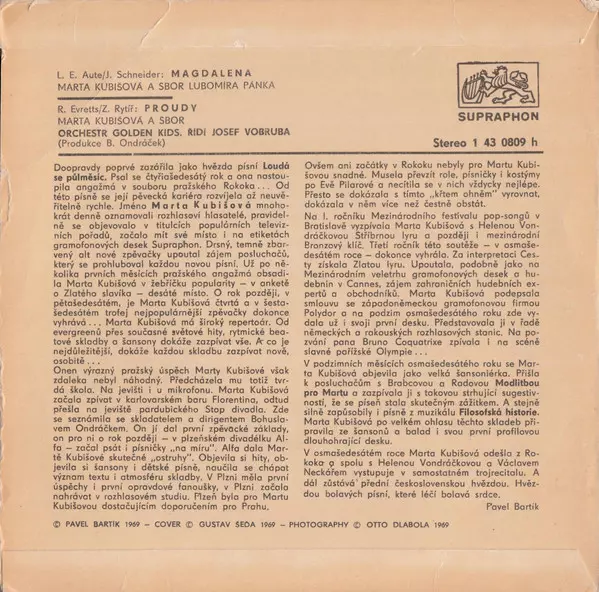 L. E. Aute/J. Schneider: MAGDALENA
MARTA KUBIŠOVÁ A SBOR LUBOMÍRA PÁNKA
R. Evretts/Z. Rytíř: PROUDY
MARTA KUBIŠOVÁ A SBOR
ORCHESTR GOLDEN KIDS. ŘÍDÍ JOSEF VOBRUBA
(Produkce B. Ondráček)
SUPRAPHON
Stereo 1 43 0809 h
Doopravdy poprvé zazářila jako hvězda písní Loudá
se půlměsíc. Psal se čtyřiašedesátý rok a ona nastou-
pila angažmá v souboru pražského Rokoka... Od
této písně se její pěvecká kariéra rozvíjela až neuvě-
řitelně rychle. Jméno Marta Kubišová mnoho-
krát denně oznamovali rozhlasoví hlasatelé, pravidel-
ně se objevovalo v titulcích populárních televiz-
ních pořadů, začalo mít své místo i na etiketách
gramofonových desek Supraphon. Drsný, temně zbar-
vený alt nové zpěvačky upoutal zájem posluchačů,
který se prohluboval každou novou písní. Už po ně-
kolika prvních měsících pražského angažmá obsadi-
la Marta Kubišová v žebříčku popularity – v anketě
o Zlatého slavíka – desáté místo. O rok později, v
pětašedesátém, je Marta Kubišová čtvrtá a v šesta-
šedesátém trofej nejpopulárnější zpěvačky dokonce
vyhrává... Marta Kubišová má široký repertoár. Od
evergreenů přes současné světové hity, rytmické bea-
tové skladby a šansony dokáže zazpívat vše. A co je
nejdůležitější, dokáže každou skladbu zazpívat nově,
osobitě...
Onen výrazný pražský úspěch Marty Kubišové však
zdaleka nebyl náhodný. Předcházela mu totiž tvr-
dá škola. Na jevišti i u mikrofonu. Marta Kubišová
začala zpívat v karlovarském baru Florentina, odtud
přešla na jeviště pardubického Stop divadla. Zde
se seznámila se skladatelem a dirigentem Bohusla-
vem Ondráčkem. On jí dal první zpěvácké základy,
on pro ni o rok později – v plzeňském divadélku Al-
fa – začal psát i písničky „na míru". Alfa dala Mar-
tě Kubišové skutečné „ostruhy". Objevila si hity, ob-
jevila si šansony i dětské písně, naučila se chápat
význam textu i atmosféru skladby. V Plzni měla první
úspěchy i první opravdové fanoušky, v Plzni začala
nahrávat v rozhlasovém studiu. Plzeň byla pro Martu
Kubišovou dostačujícím doporučením pro Prahu.
Ovšem ani začátky v Rokoku nebyly pro Martu Kubi-
šovou snadné. Musela převzít role, písničky i kostýmy
po Evě Pilarové a necítila se v nich vždycky nejlépe.
Přesto se dokázala s tímto „křtem ohněm" vyrovnat,
dokázala v něm více než čestně obstát.
Na I. ročníku Mezinárodního festivalu pop-songů v
Bratislavě vyzpívala Marta Kubišová s Helenou Von-
dráčkovou Stříbrnou lyru a později i mezinárodní
Bronzový klíč. Třetí ročník této soutěže – v osmaše-
desátém roce – dokonce vyhrála. Za interpretaci Ces-
ty získala Zlatou lyru. Upoutala, podobně jako na
Mezinárodním veletrhu gramofonových desek a hu-
debnin v Cannes, zájem zahraničních hudebních ex-
pertů a obchodníků. Marta Kubišová podepsala
smlouvu se západoněmeckou gramofonovou firmou
Polydor a na podzim osmašedesátého roku zde vy-
dala už i svoji první desku. Představovala ji v řadě
německých a rakouských rozhlasových stanic. Na po-
zvání pana Bruno Coquatrixe zpívala i na scéně
slavné pařížské Olympie...
V podzimních měsících osmašedesátého roku se Mar-
ta Kubišová objevila jako velká šansoniérka. Přišla
k posluchačům s Brabcovou a Radovou Modlitbou
pro Martu a zazpívala ji s takovou strhující sugestiv-
ností, že se píseň stala skutečným zážitkem. A stejně
silně zapůsobily i písně z muzikálu Filosofská historie.
Marta Kubišová po velkém ohlasu těchto skladeb při-
pravila ze šansonů a balad i svou první profilovou
dlouhohrající desku.
V osmašedesátém roce Marta Kubišová odešla z Ro-
koka a spolu s Helenou Vondráčkovou a Václavem
Neckářem vystupuje v samostatném trojrecitálu. A
dál zůstává přední československou hvězdou. Hvěz-
dou bolavých písní, které léčí bolavá srdce.
Pavel Bartík
© PAVEL BARTÍK 1969 – COVER © GUSTAV ŠEDA 1969 – PHOTOGRAPHY © OTTO DLABOLA 1969